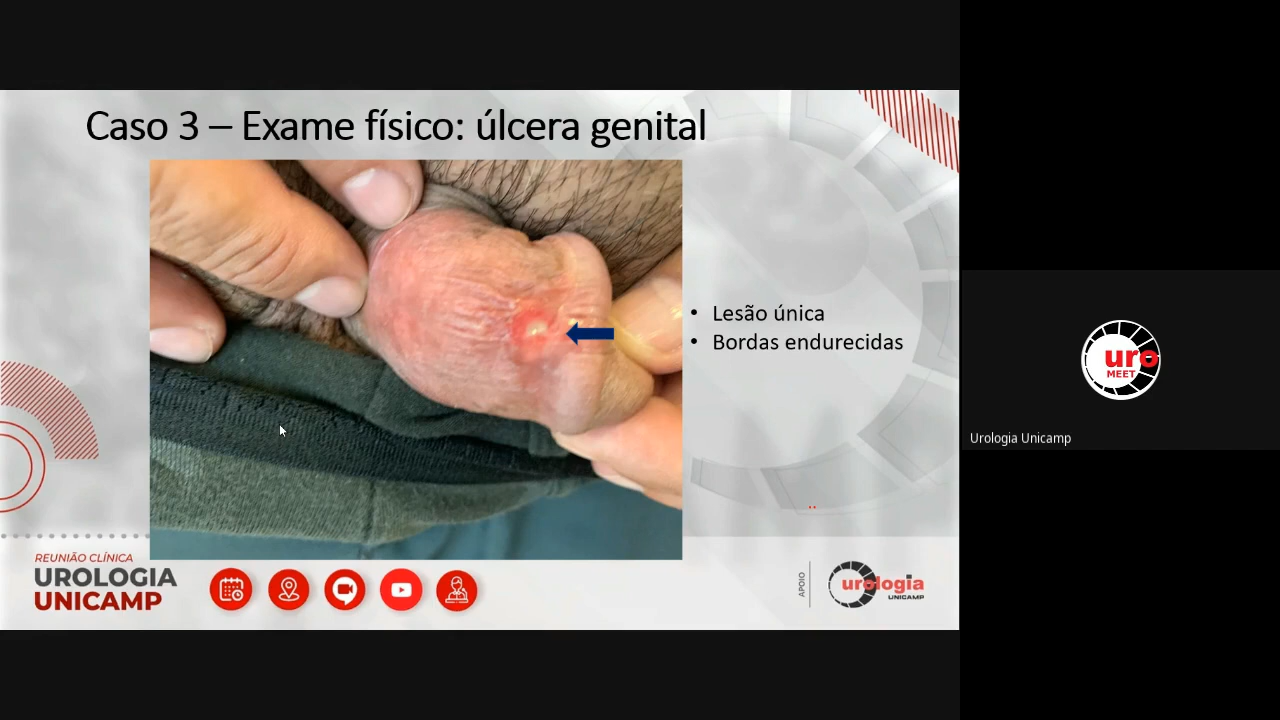 Caso 3 – Exame físico: úlcera genital
• Lesão única
• Bordas endurecidas
REUNIÃO CLÍNICA
UROLOGIA
UNICAMP
APOIO
urologia
UNICAMP
uro
MEET
Urologia Unicamp